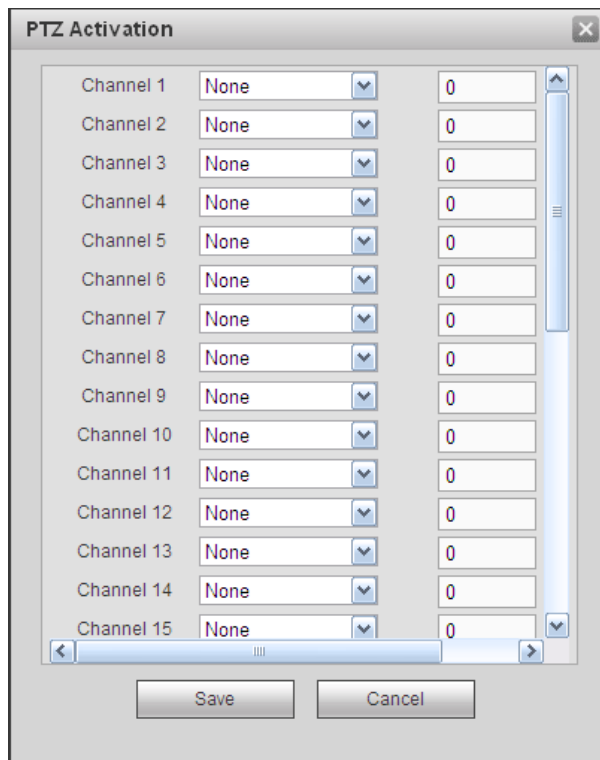 PTZ Activation
Channel 1 None 0
Channel 2 None 0
Channel 3 None 0
Channel 4 None 0
Channel 5 None 0
Channel 6 None 0
Channel 7 None 0
Channel 8 None 0
Channel 9 None 0
Channel 10 None 0
Channel 11 None 0
Channel 12 None 0
Channel 13 None 0
Channel 14 None 0
Channel 15 None 0
Save Cancel